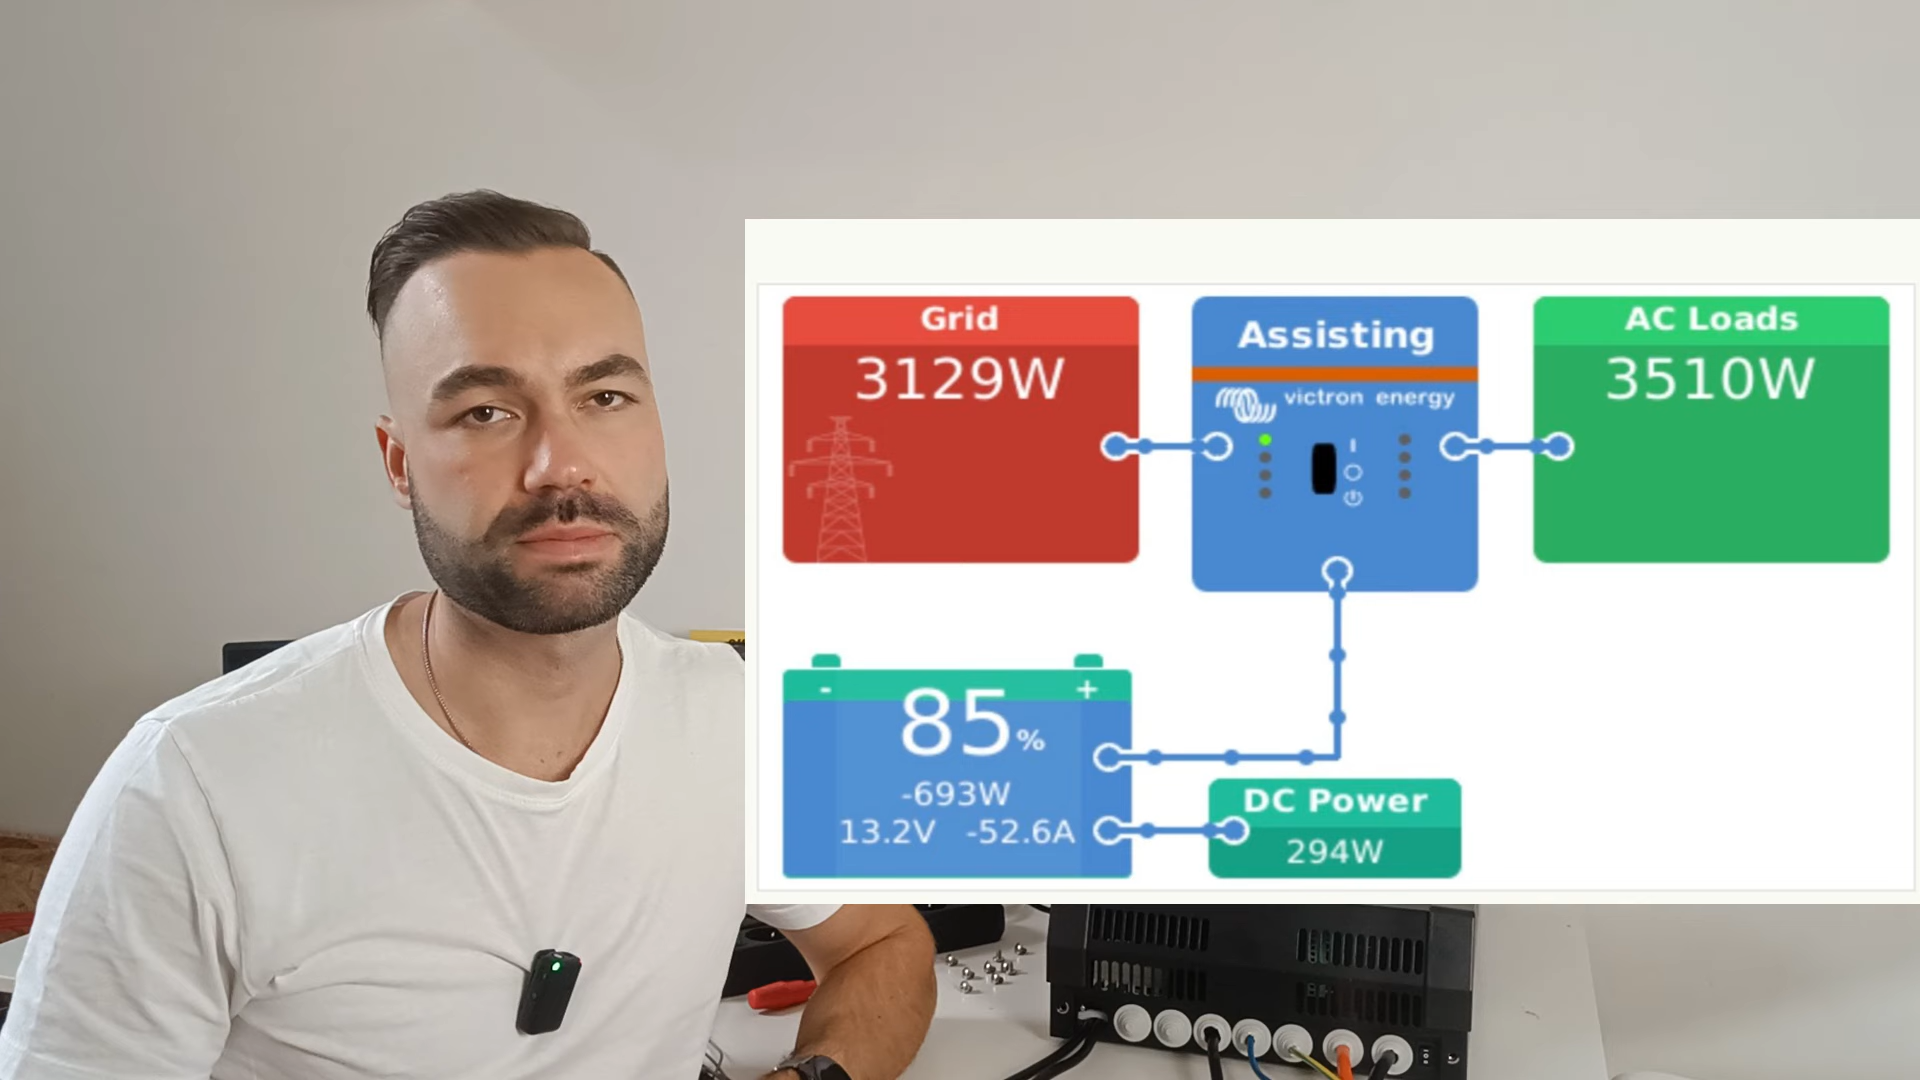 Grid
3129W
Assisting
victron energy
AC Loads
3510W
- +
85%
-693W
13.2V -52.6A
DC Power
294W